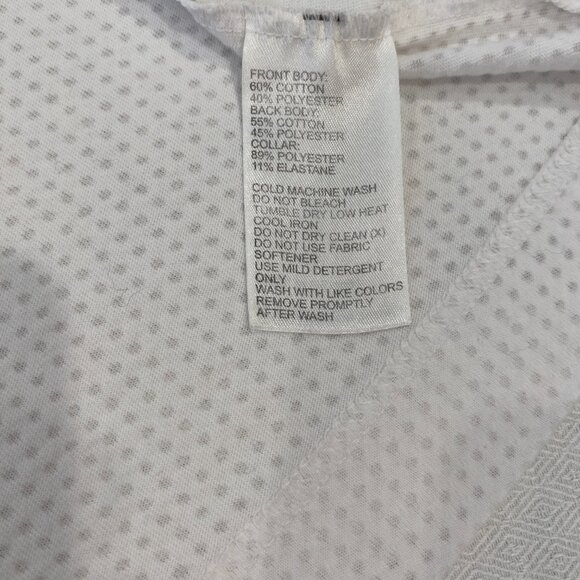 FRONT BODY:
60% COTTON
40% POLYESTER
BACK BODY:
55% COTTON
45% POLYESTER
COLLAR:
89% POLYESTER
11% ELASTANE
COLD MACHINE WASH
DO NOT BLEACH
TUMBLE DRY LOW HEAT
COOL IRON
DO NOT DRY CLEAN (X)
DO NOT USE FABRIC
SOFTENER
USE MILD DETERGENT
ONLY
WASH WITH LIKE COLORS
REMOVE PROMPTLY
AFTER WASH